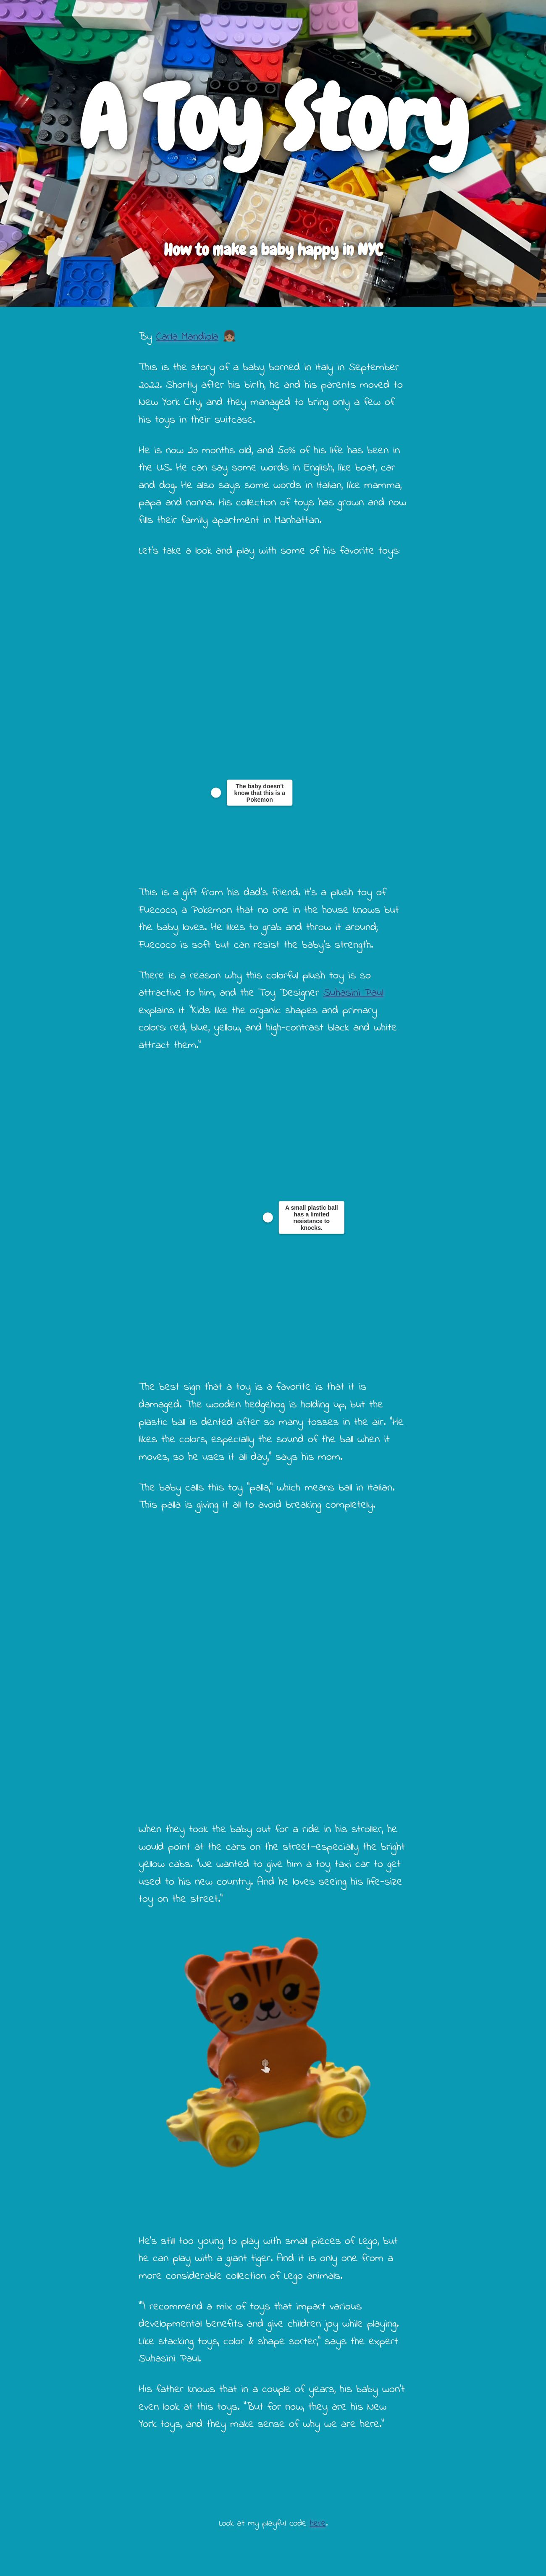 A Toy Story
How to make a baby happy in NYC
By Carla Mandiola 👧🏽
This is the story of a baby borned in Italy in September
2022. Shortly after his birth, he and his parents moved to
New York City, and they managed to bring only a few of
his toys in their suitcase.
He is now 20 months old, and 50% of his life has been in
the US. He can say some words in English, like boat, car
and dog. He also says some words in Italian, like mamma,
papa and nonna. His collection of toys has grown and now
fills their family apartment in Manhattan.
Let's take a look and play with some of his favorite toys:
The baby doesn't
know that this is a
Pokemon
This is a gift from his dad's friend. It's a plush toy of
Fuecoco, a Pokemon that no one in the house knows but
the baby loves. He likes to grab and throw it around;
Fuecoco is soft but can resist the baby's strength.
There is a reason why this colorful plush toy is so
attractive to him, and the Toy Designer Suhasini Paul
explains it: "Kids like the organic shapes and primary
colors: red, blue, yellow, and high-contrast black and white
attract them."
A small plastic ball
has a limited
resistance to
knocks.
The best sign that a toy is a favorite is that it is
damaged. The wooden hedgehog is holding up, but the
plastic ball is dented after so many tosses in the air. "He
likes the colors, especially the sound of the ball when it
moves, so he uses it all day," says his mom.
The baby calls this toy "palla," which means ball in Italian.
This palla is giving it all to avoid breaking completely.
When they took the baby out for a ride in his stroller, he
would point at the cars on the street—especially the bright
yellow cabs. "We wanted to give him a toy taxi car to get
used to his new country. And he loves seeing his life-size
toy on the street."
He's still too young to play with small pieces of Lego, but
he can play with a giant tiger. And it is only one from a
more considerable collection of Lego animals.
""I recommend a mix of toys that impart various
developmental benefits and give children joy while playing.
Like stacking toys, color & shape sorter," says the expert
Suhasini Paul.
His father knows that in a couple of years, his baby won't
even look at this toys. "But for now, they are his New
York toys, and they make sense of why we are here."
Look at my playful code here.